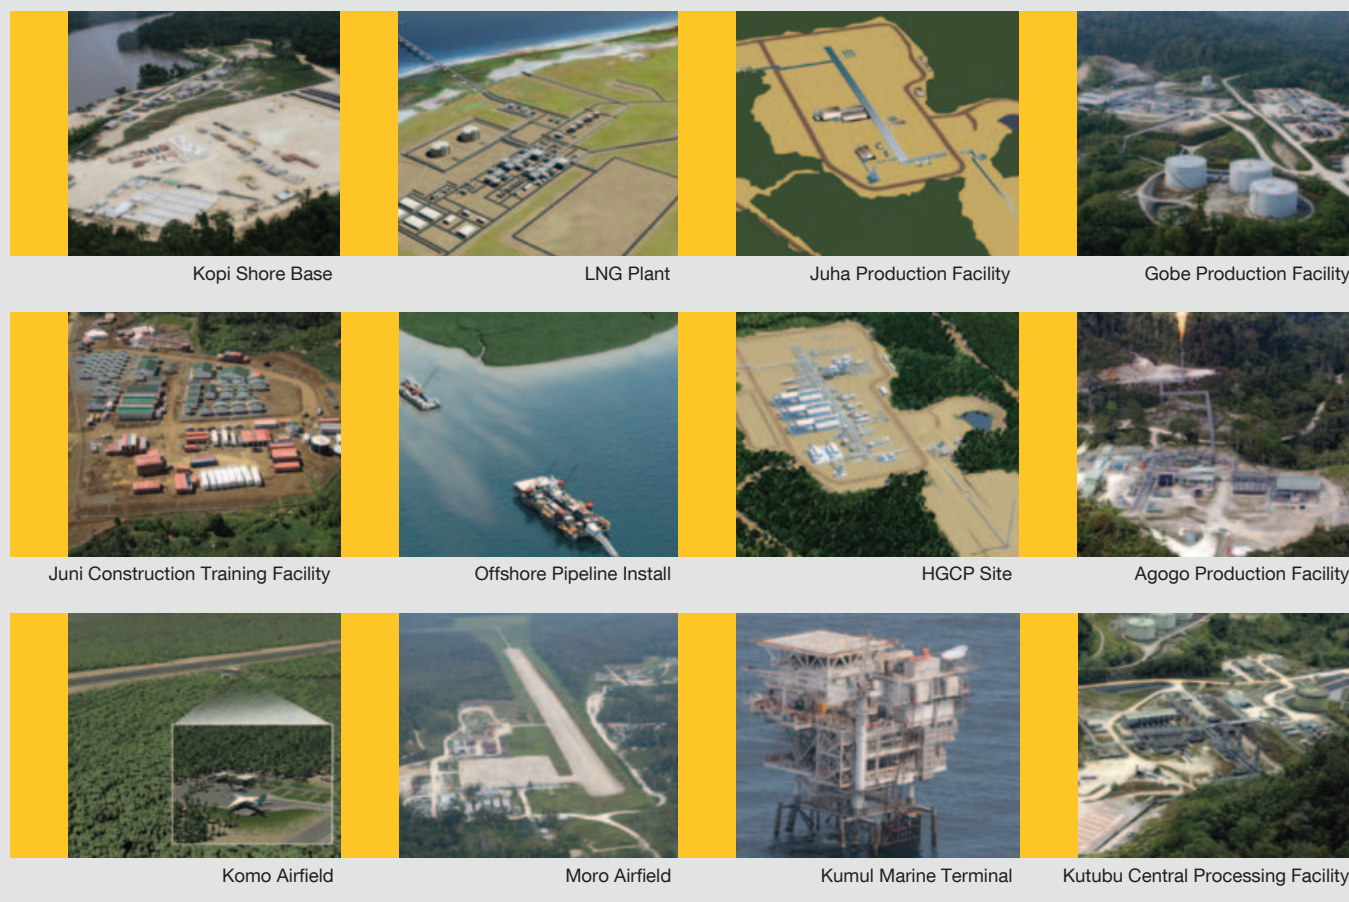 Kopi Shore Base
LNG Plant
Juha Production Facility
Gobe Production Facility
Juni Construction Training Facility
Offshore Pipeline Install
HGCP Site
Agogo Production Facility
Komo Airfield
Moro Airfield
Kumul Marine Terminal
Kutubu Central Processing Facility